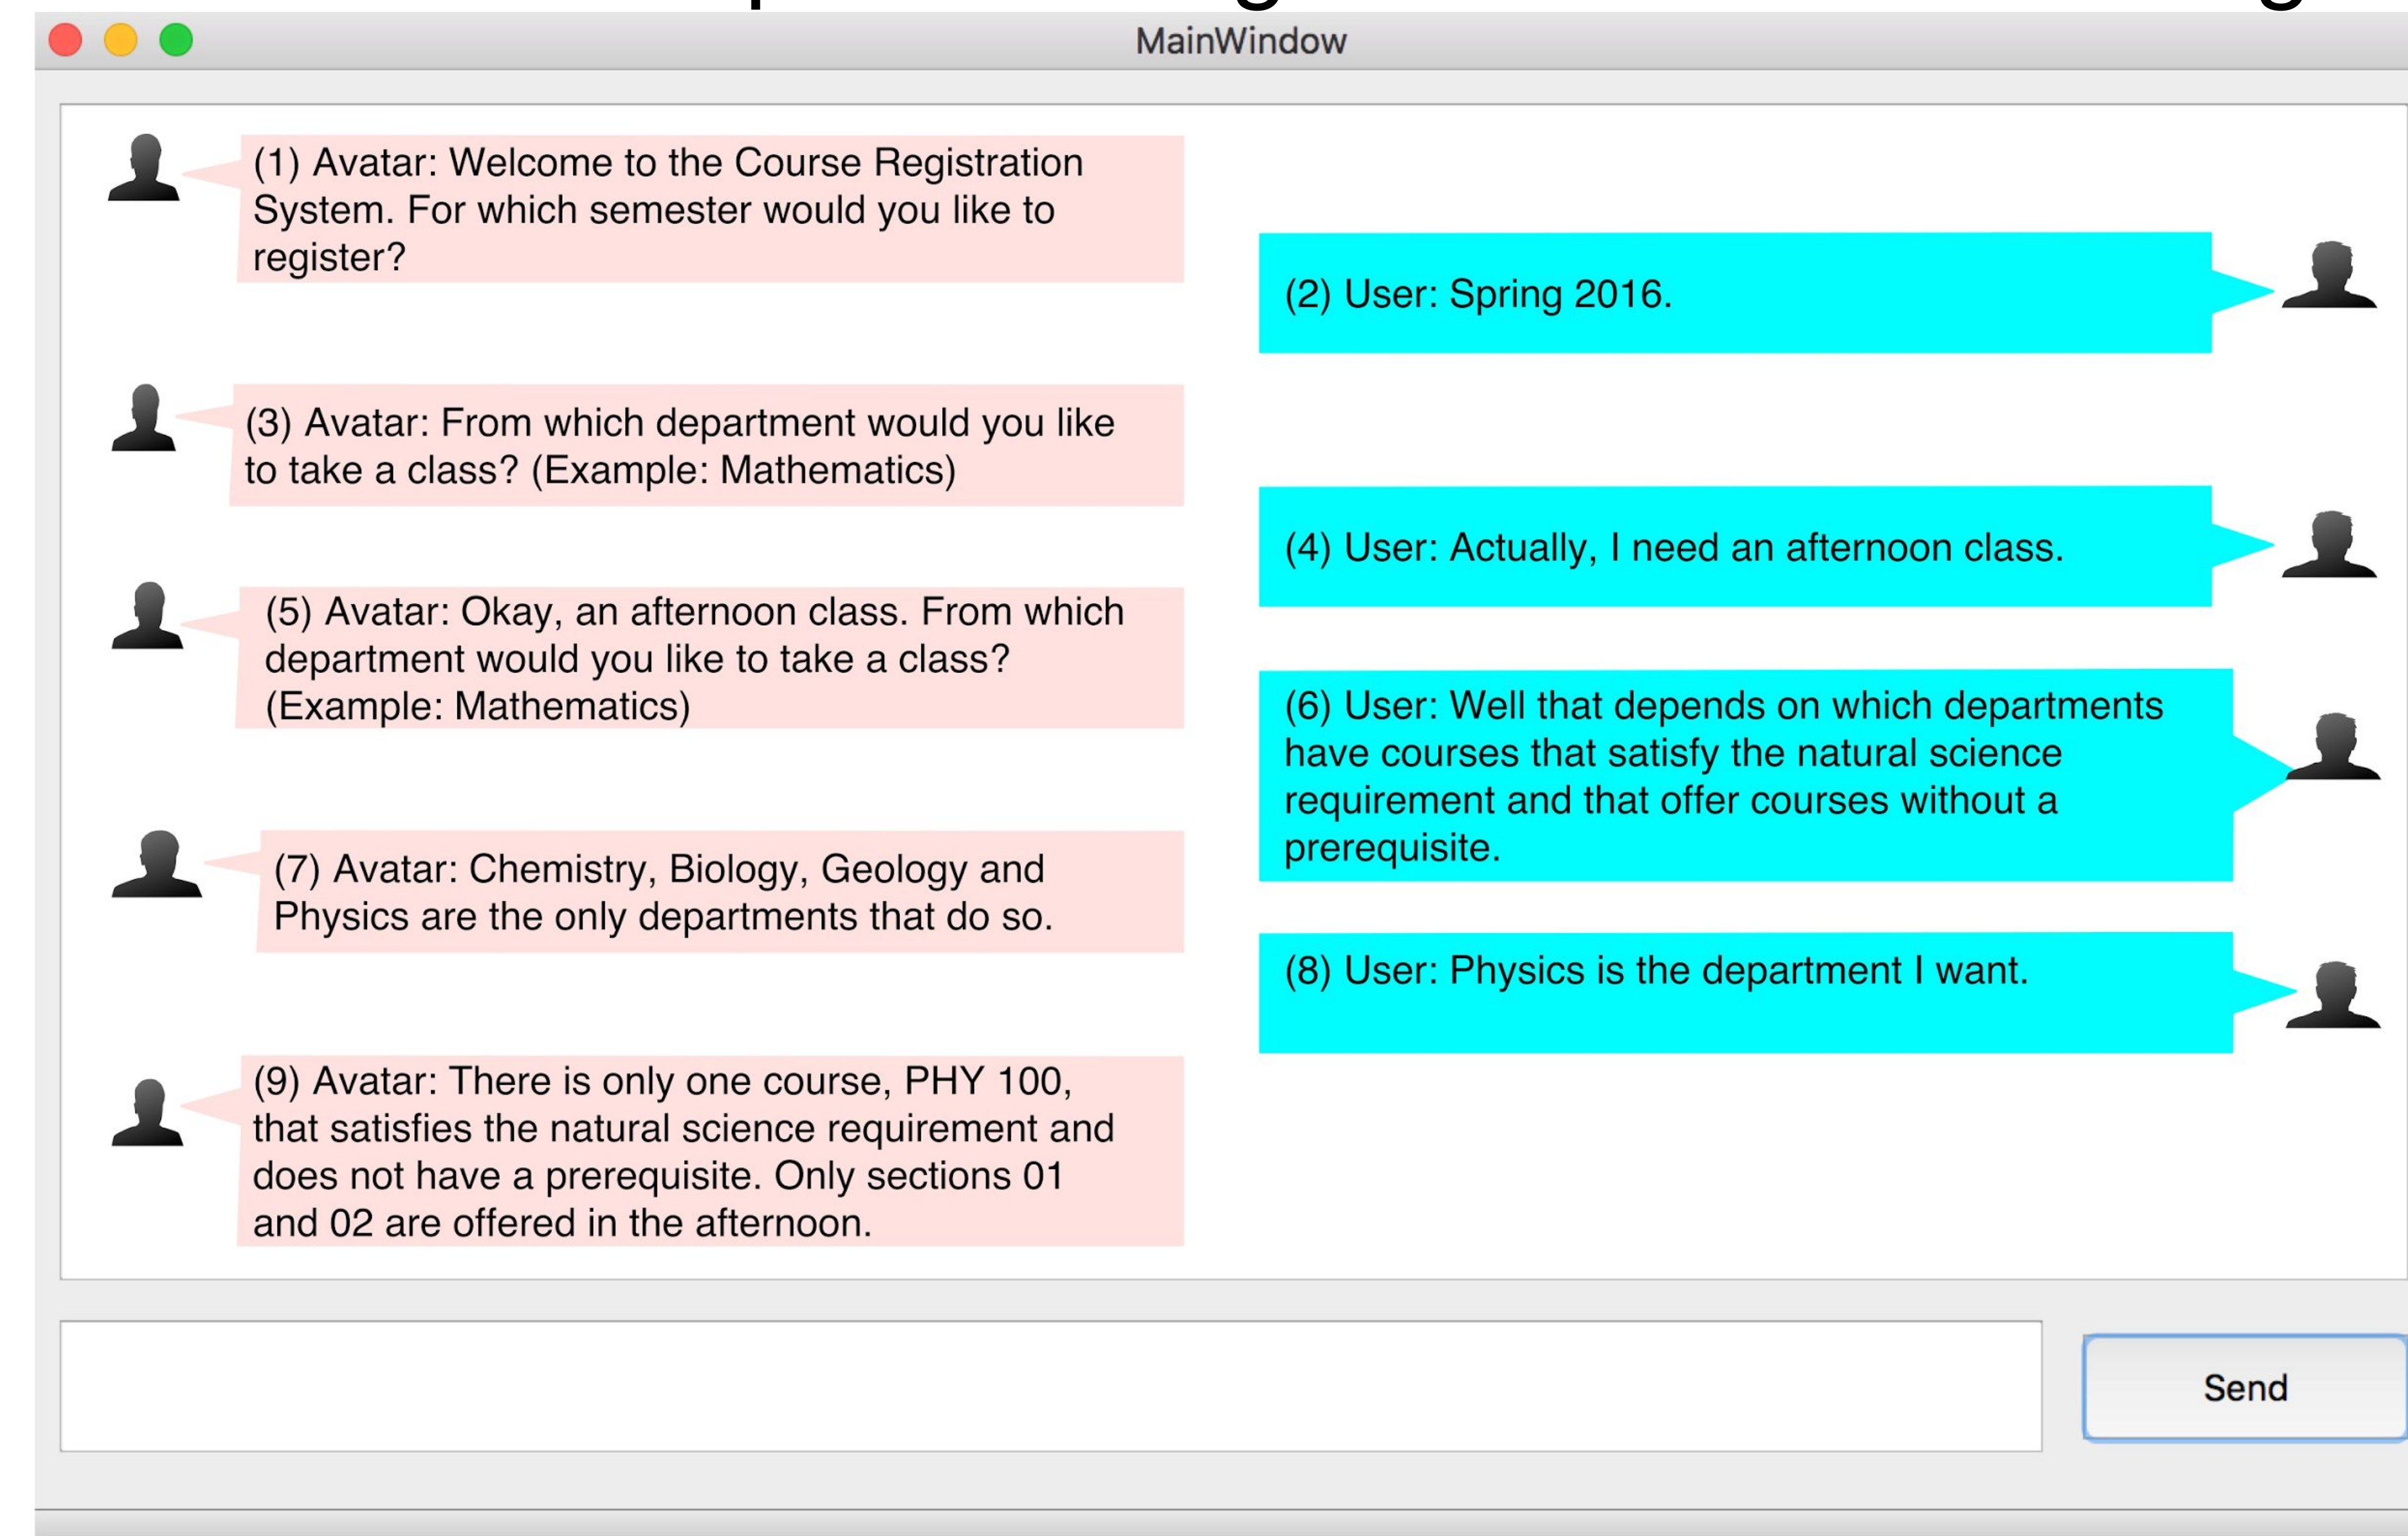 MainWindow
(1) Avatar: Welcome to the Course Registration
System. For which semester would you like to
register?
(2) User: Spring 2016.
(3) Avatar: From which department would you like
to take a class? (Example: Mathematics)
(4) User: Actually, I need an afternoon class.
(5) Avatar: Okay, an afternoon class. From which
department would you like to take a class?
(Example: Mathematics)
(6) User: Well that depends on which departments
have courses that satisfy the natural science
requirement and that offer courses without a
prerequisite.
(7) Avatar: Chemistry, Biology, Geology and
Physics are the only departments that do so.
(8) User: Physics is the department I want.
(9) Avatar: There is only one course, PHY 100,
that satisfies the natural science requirement and
does not have a prerequisite. Only sections 01
and 02 are offered in the afternoon.
Send